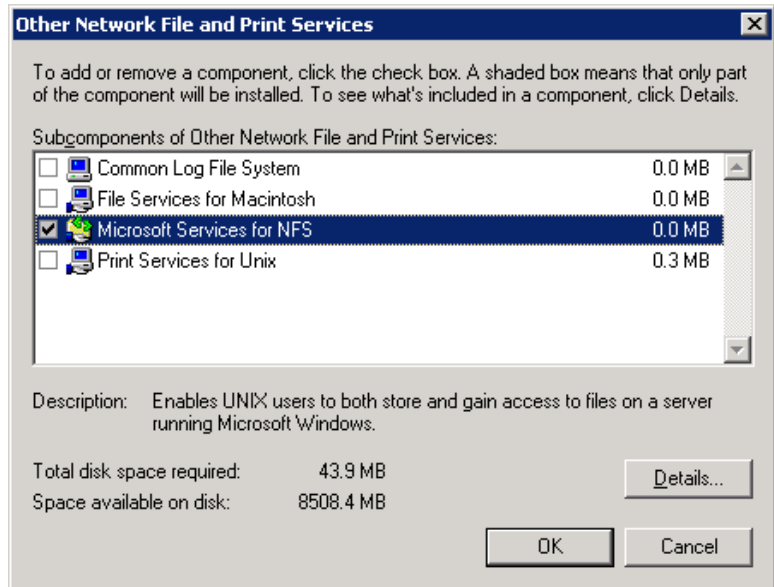 Other Network File and Print Services
To add or remove a component, click the check box. A shaded box means that only part
of the component will be installed. To see what's included in a component, click Details.
Subcomponents of Other Network File and Print Services:
Common Log File System 0.0 MB
File Services for Macintosh 0.0 MB
Microsoft Services for NFS 0.0 MB
Print Services for Unix 0.3 MB
Description: Enables UNIX users to both store and gain access to files on a server
running Microsoft Windows.
Total disk space required: 43.9 MB
Details...
Space available on disk: 8508.4 MB
OK Cancel